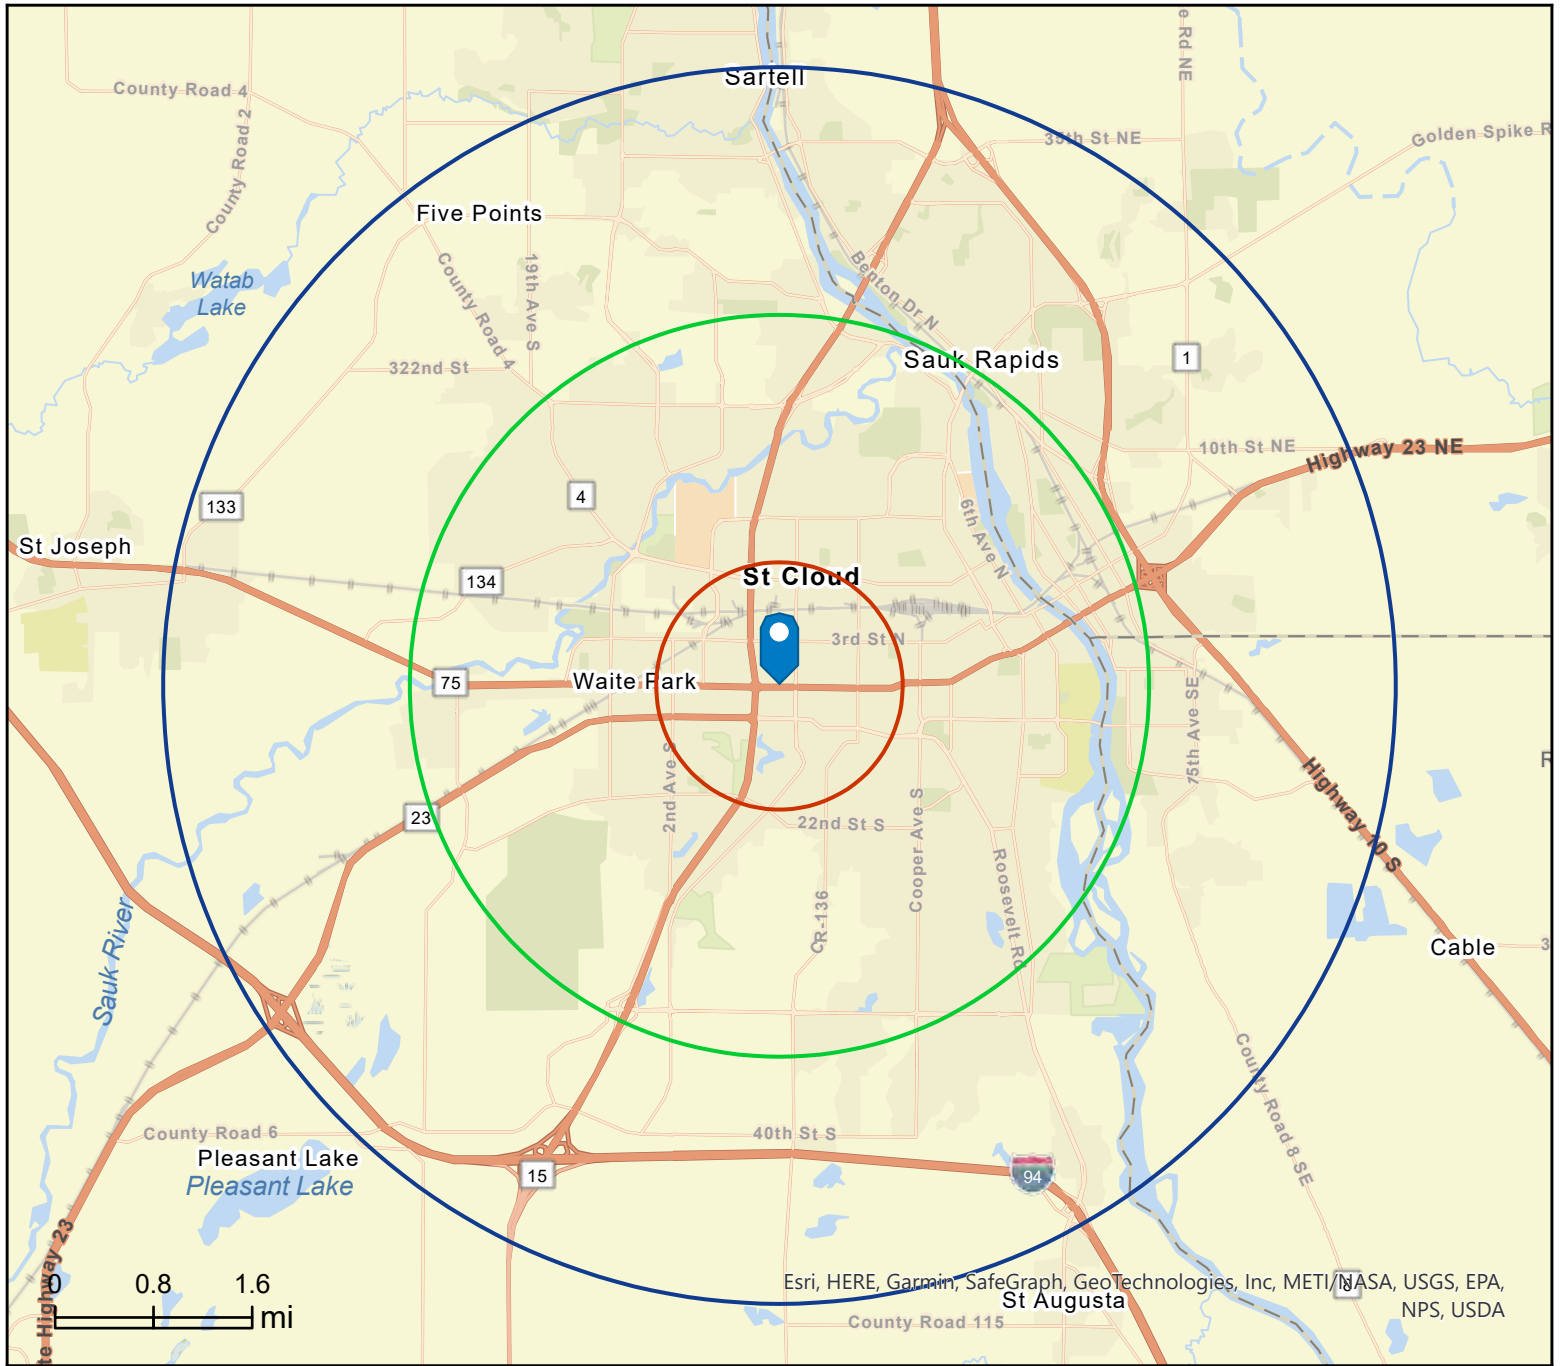 e Rd NE
Sartell
County Road 4
County Road 2
35th St NE
Golden Spike R
Five Points
Watab
Lake
County Road 4
19th Ave S
Benton Dr N
322nd St
Sauk Rapids
1
10th St NE
Highway 23 NE
133
4
6th Ave N
St Joseph
134
St Cloud
3rd St N
75
Waite Park
75th Ave SE
2nd Ave S
R
Highway 10 S
23
22nd St S
Cooper Ave S
Roosevelt Rd
CR-136
Sauk River
Cable
3
County Road 8 SE
County Road 6
40th St S
Pleasant Lake
Pleasant Lake
15
94
te Highway 23
0 0.8 1.6
mi
Esri, HERE, Garmin, SafeGraph, GeoTechnologies, Inc, METI/NASA, USGS, EPA,
NPS, USDA
8
St Augusta
County Road 115